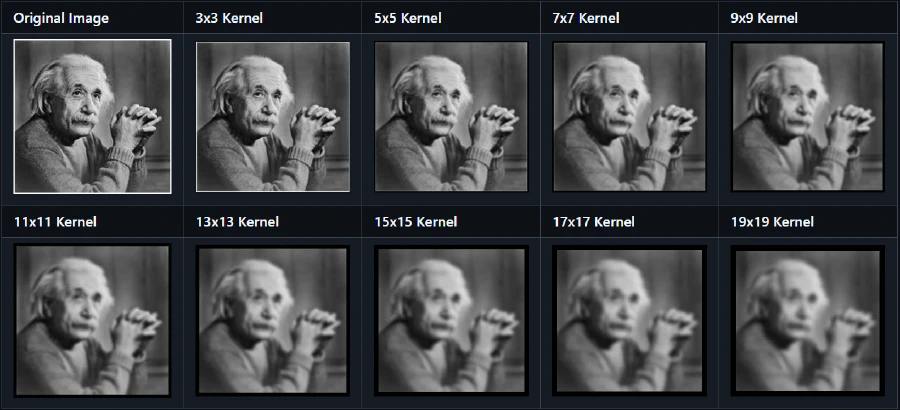 Original Image
3x3 Kernel
5x5 Kernel
7x7 Kernel
9x9 Kernel
11x11 Kernel
13x13 Kernel
15x15 Kernel
17x17 Kernel
19x19 Kernel